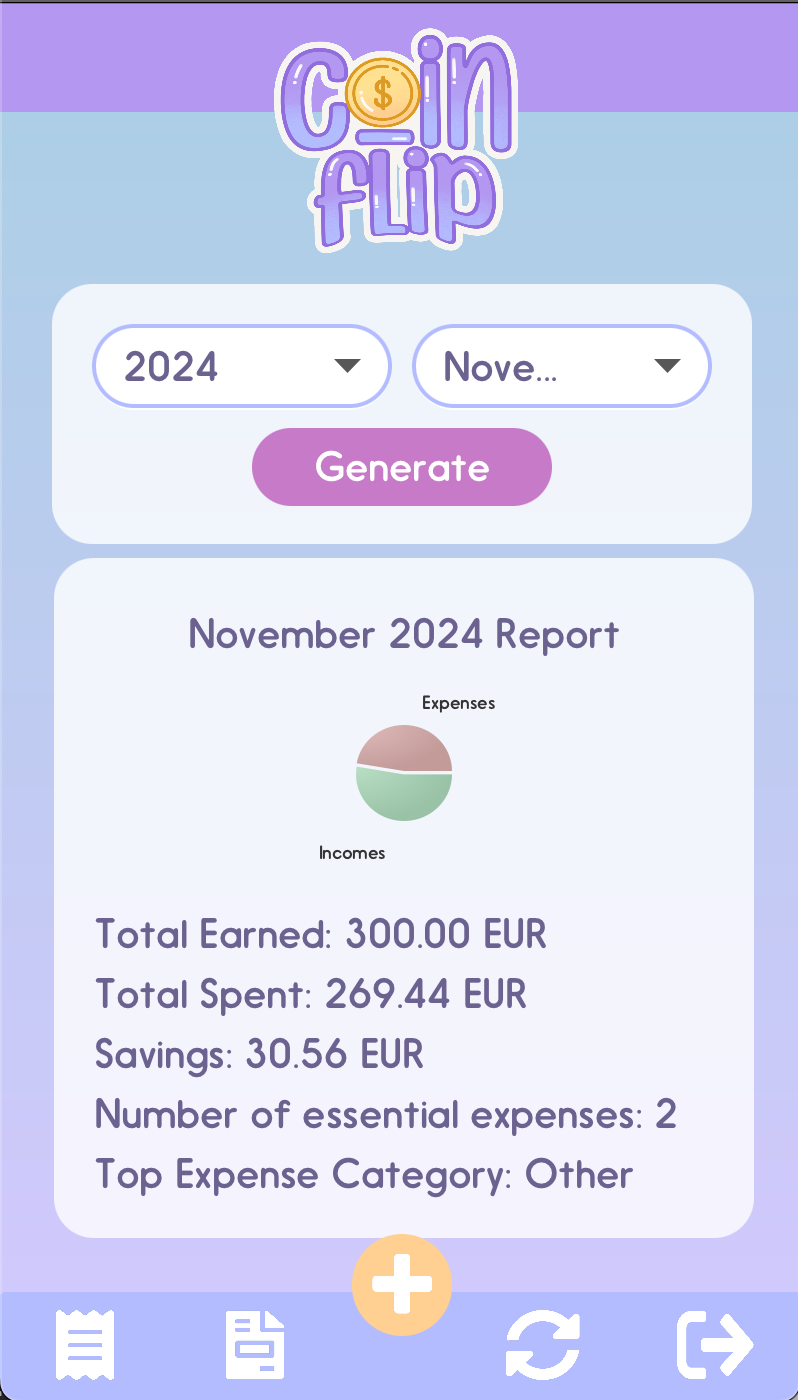 Coin
$
flip
2024
Nove...
Generate
November 2024 Report
Expenses
Incomes
Total Earned: 300.00 EUR
Total Spent: 269.44 EUR
Savings: 30.56 EUR
Number of essential expenses: 2
Top Expense Category: Other